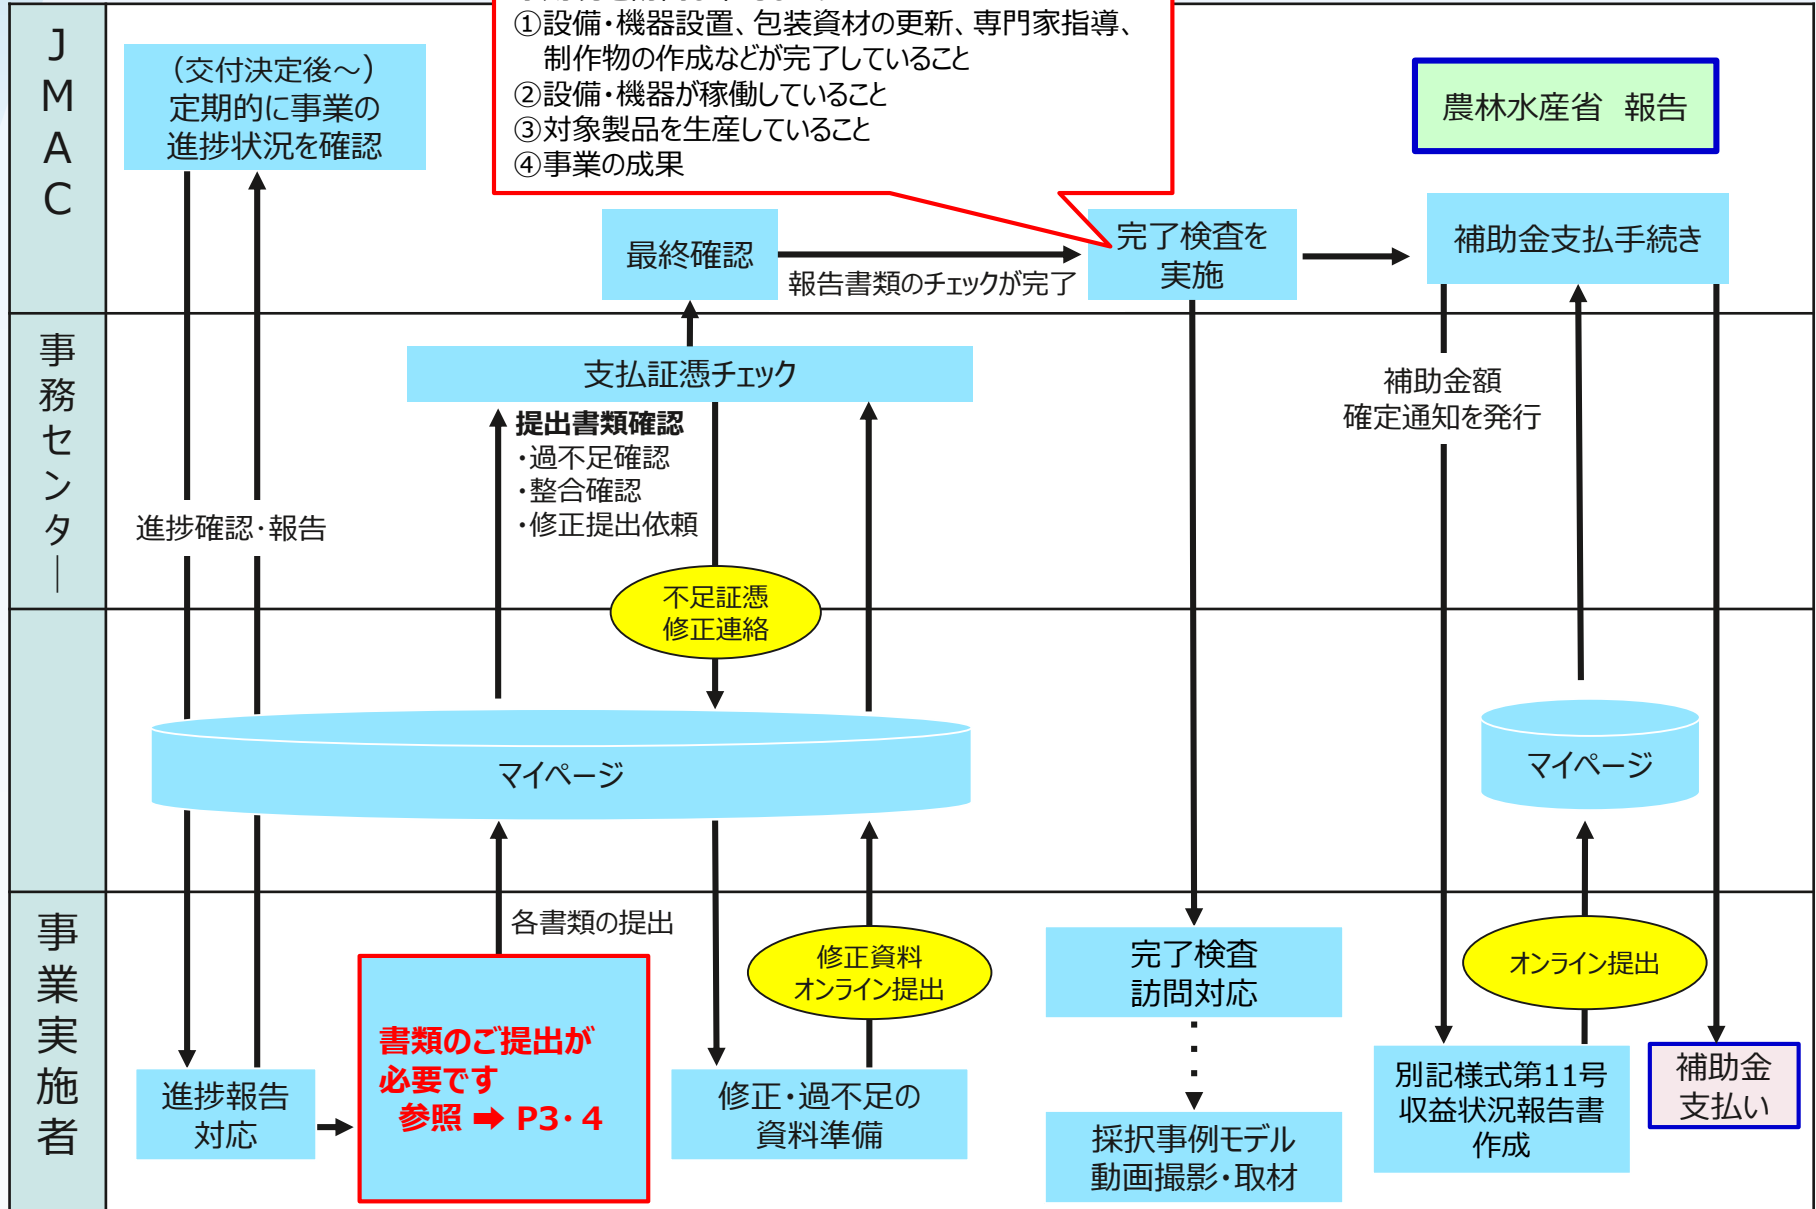 ①設備・機器設置、包装資材の更新、専門家指導、
制作物の作成などが完了していること
②設備・機器が稼働していること
③対象製品を生産していること
④事業の成果
JMAC
(交付決定後～)
定期的に事業の
進捗状況を確認
農林水産省 報告
最終確認
報告書類のチェックが完了
完了検査を
実施
補助金支払手続き
事務センター
支払証憑チェック
提出書類確認
・過不足確認
・整合確認
・修正提出依頼
進捗確認・報告
補助金額
確定通知を発行
不足証憑
修正連絡
マイページ
マイページ
事業実施者
各書類の提出
書類のご提出が
必要です
参照 ➡ P3・４
進捗報告
対応
修正資料
オンライン提出
修正・過不足の
資料準備
完了検査
訪問対応
採択事例モデル
動画撮影・取材
オンライン提出
別記様式第11号
収益状況報告書
作成
補助金
支払い